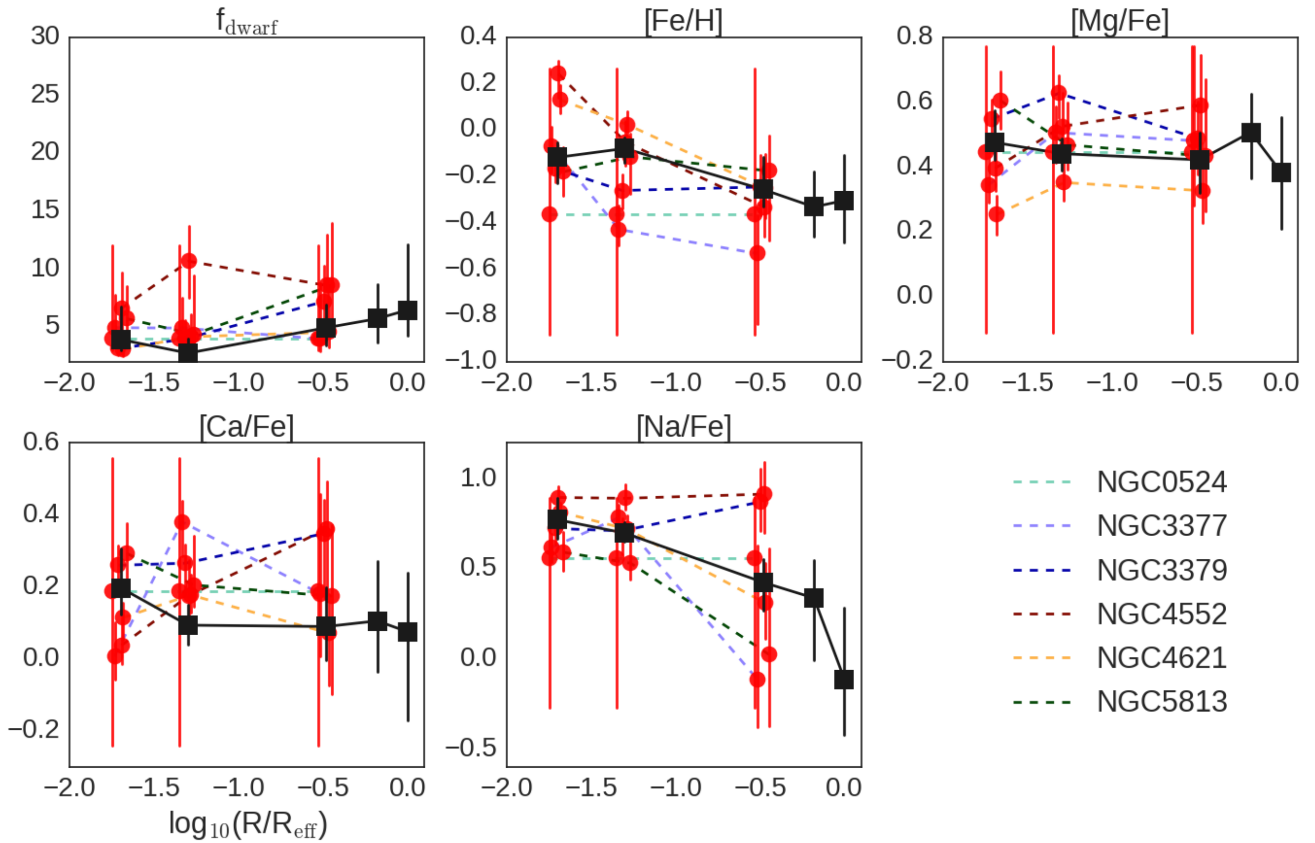 f_dwarf [Fe/H] [Mg/Fe]
30 25 20 15 10 5
−2.0 −1.5 −1.0 −0.5 0.0
0.4 0.2 0.0 −0.2 −0.4 −0.6 −0.8 −1.0
−2.0 −1.5 −1.0 −0.5 0.0
0.8 0.6 0.4 0.2 0.0 −0.2
−2.0 −1.5 −1.0 −0.5 0.0
[Ca/Fe] [Na/Fe]
0.6 0.4 0.2 0.0 −0.2
−2.0 −1.5 −1.0 −0.5 0.0
log₁₀(R/R_eff)
1.0 0.5 0.0 −0.5
−2.0 −1.5 −1.0 −0.5 0.0
NGC0524
NGC3377
NGC3379
NGC4552
NGC4621
NGC5813